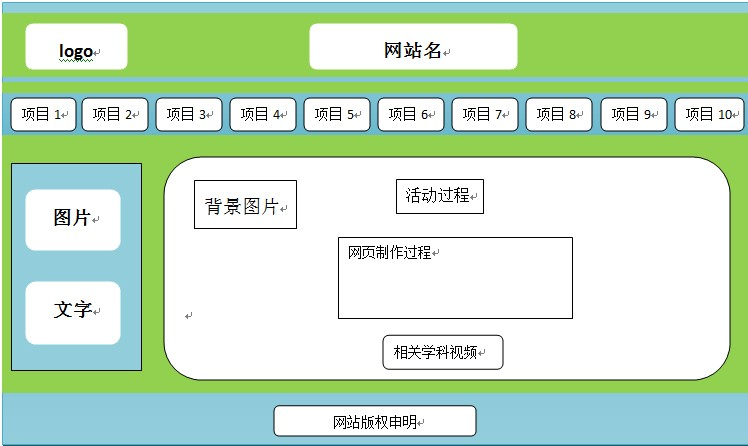 logo
网站名
项目 1
项目 2
项目 3
项目 4
项目 5
项目 6
项目 7
项目 8
项目 9
项目 10
图片
文字
背景图片
活动过程
网页制作过程
相关学科视频
网站版权申明